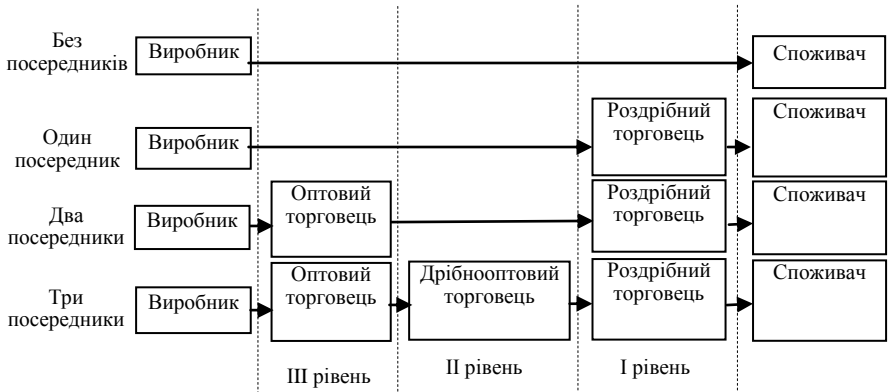 Без
посередників
Виробник
Споживач
Один
посередник
Виробник
Роздрібний
торговець
Споживач
Два
посередники
Виробник
Оптовий
торговець
Роздрібний
торговець
Споживач
Три
посередники
Виробник
Оптовий
торговець
Дрібнооптовий
торговець
Роздрібний
торговець
Споживач
III рівень
II рівень
I рівень